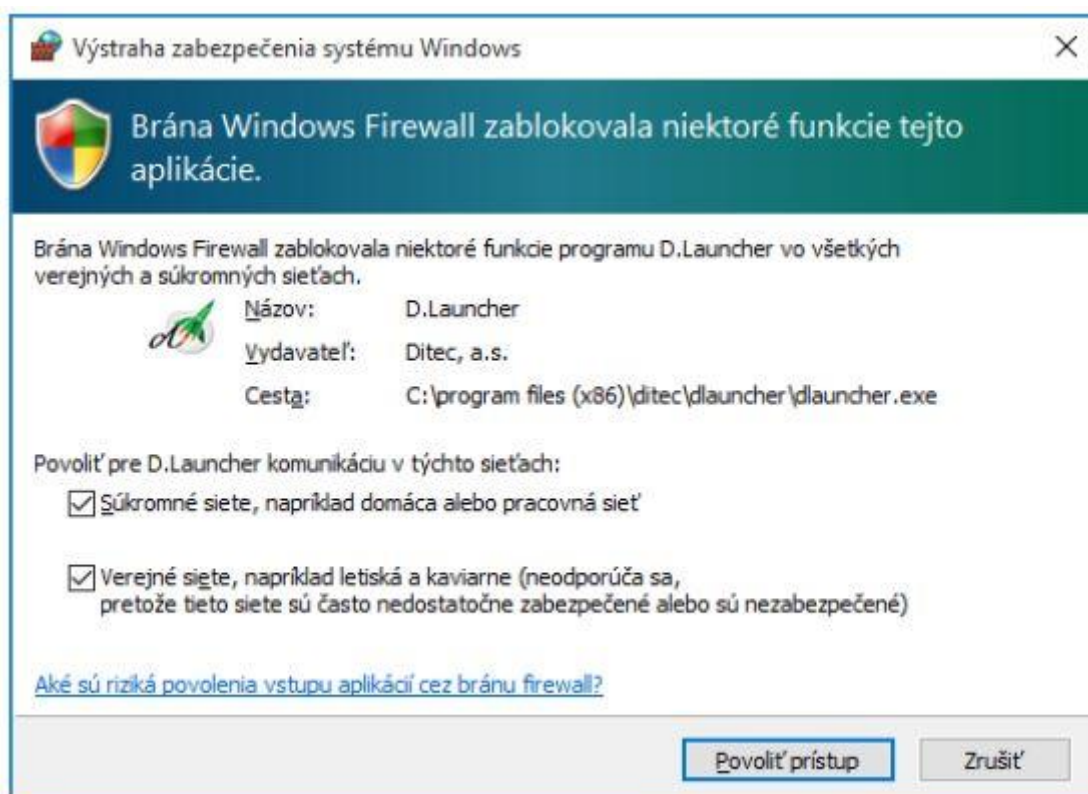 Výstraha zabezpečenia systému Windows
Brána Windows Firewall zablokovala niektoré funkcie tejto
aplikácie.
Brána Windows Firewall zablokovala niektoré funkcie programu D.Launcher vo všetkých
verejných a súkromných sieťach.
Názov: D.Launcher
Vydavateľ: Ditec, a.s.
Cesta: C:\program files (x86)\ditec\dlauncher\dlauncher.exe
Povoliť pre D.Launcher komunikáciu v týchto sieťach:
Súkromné siete, napríklad domáca alebo pracovná sieť
Verejné siete, napríklad letiská a kaviarne (neodporúča sa,
pretože tieto siete sú často nedostatočne zabezpečené alebo sú nezabezpečené)
Aké sú riziká povolenia vstupu aplikácií cez bránu firewall?
Povoliť prístup Zrušiť